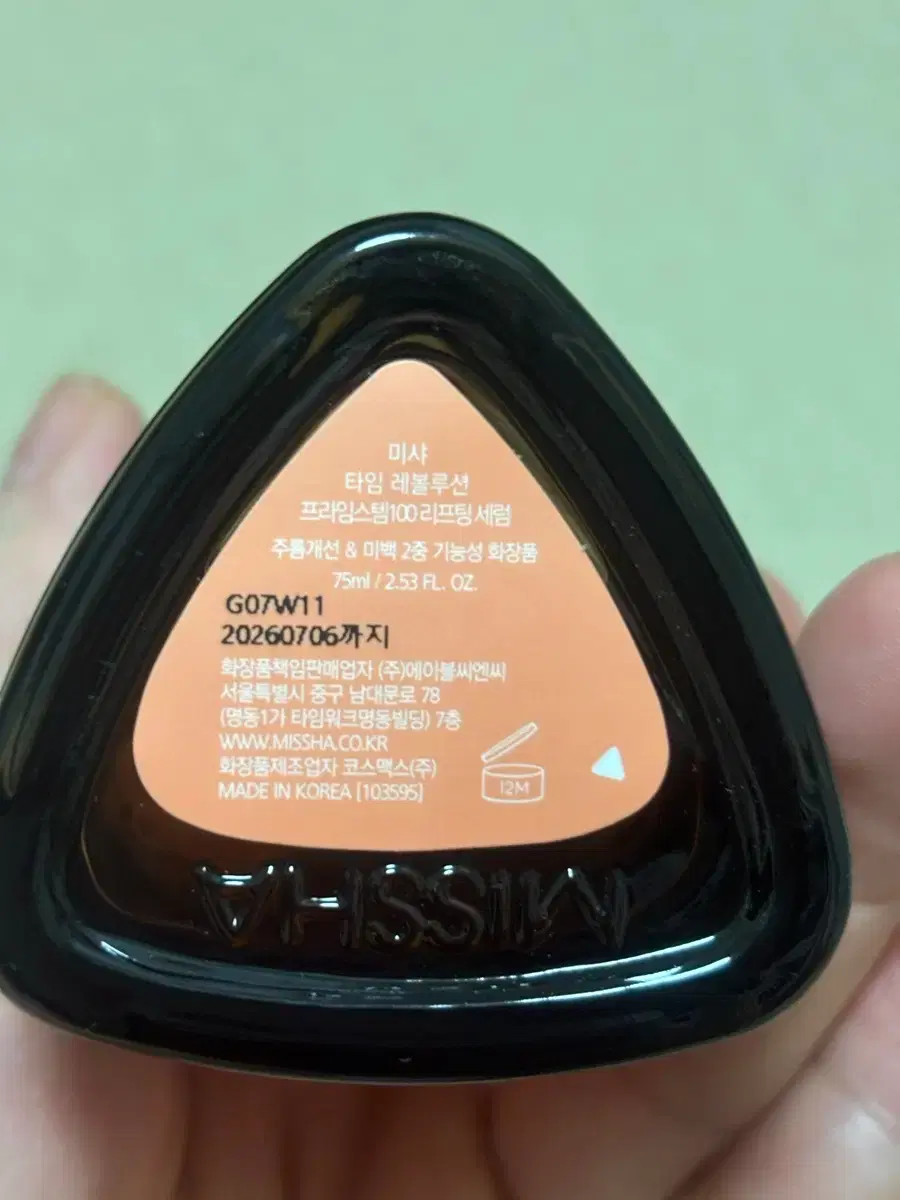 미샤
타임 레볼루션
프라임스템100 리프팅 세럼
주름개선 & 미백 2중 기능성 화장품
75ml / 2.53 FL. OZ.
G07W11
20260706까지
화장품책임판매업자 (주)에이블씨엔씨
서울특별시 중구 남대문로 78
(명동1가 타임워크명동빌딩) 7층
WWW.MISSHA.CO.KR
화장품제조업자 코스맥스(주)
MADE IN KOREA [103595]
12M
MISSHA